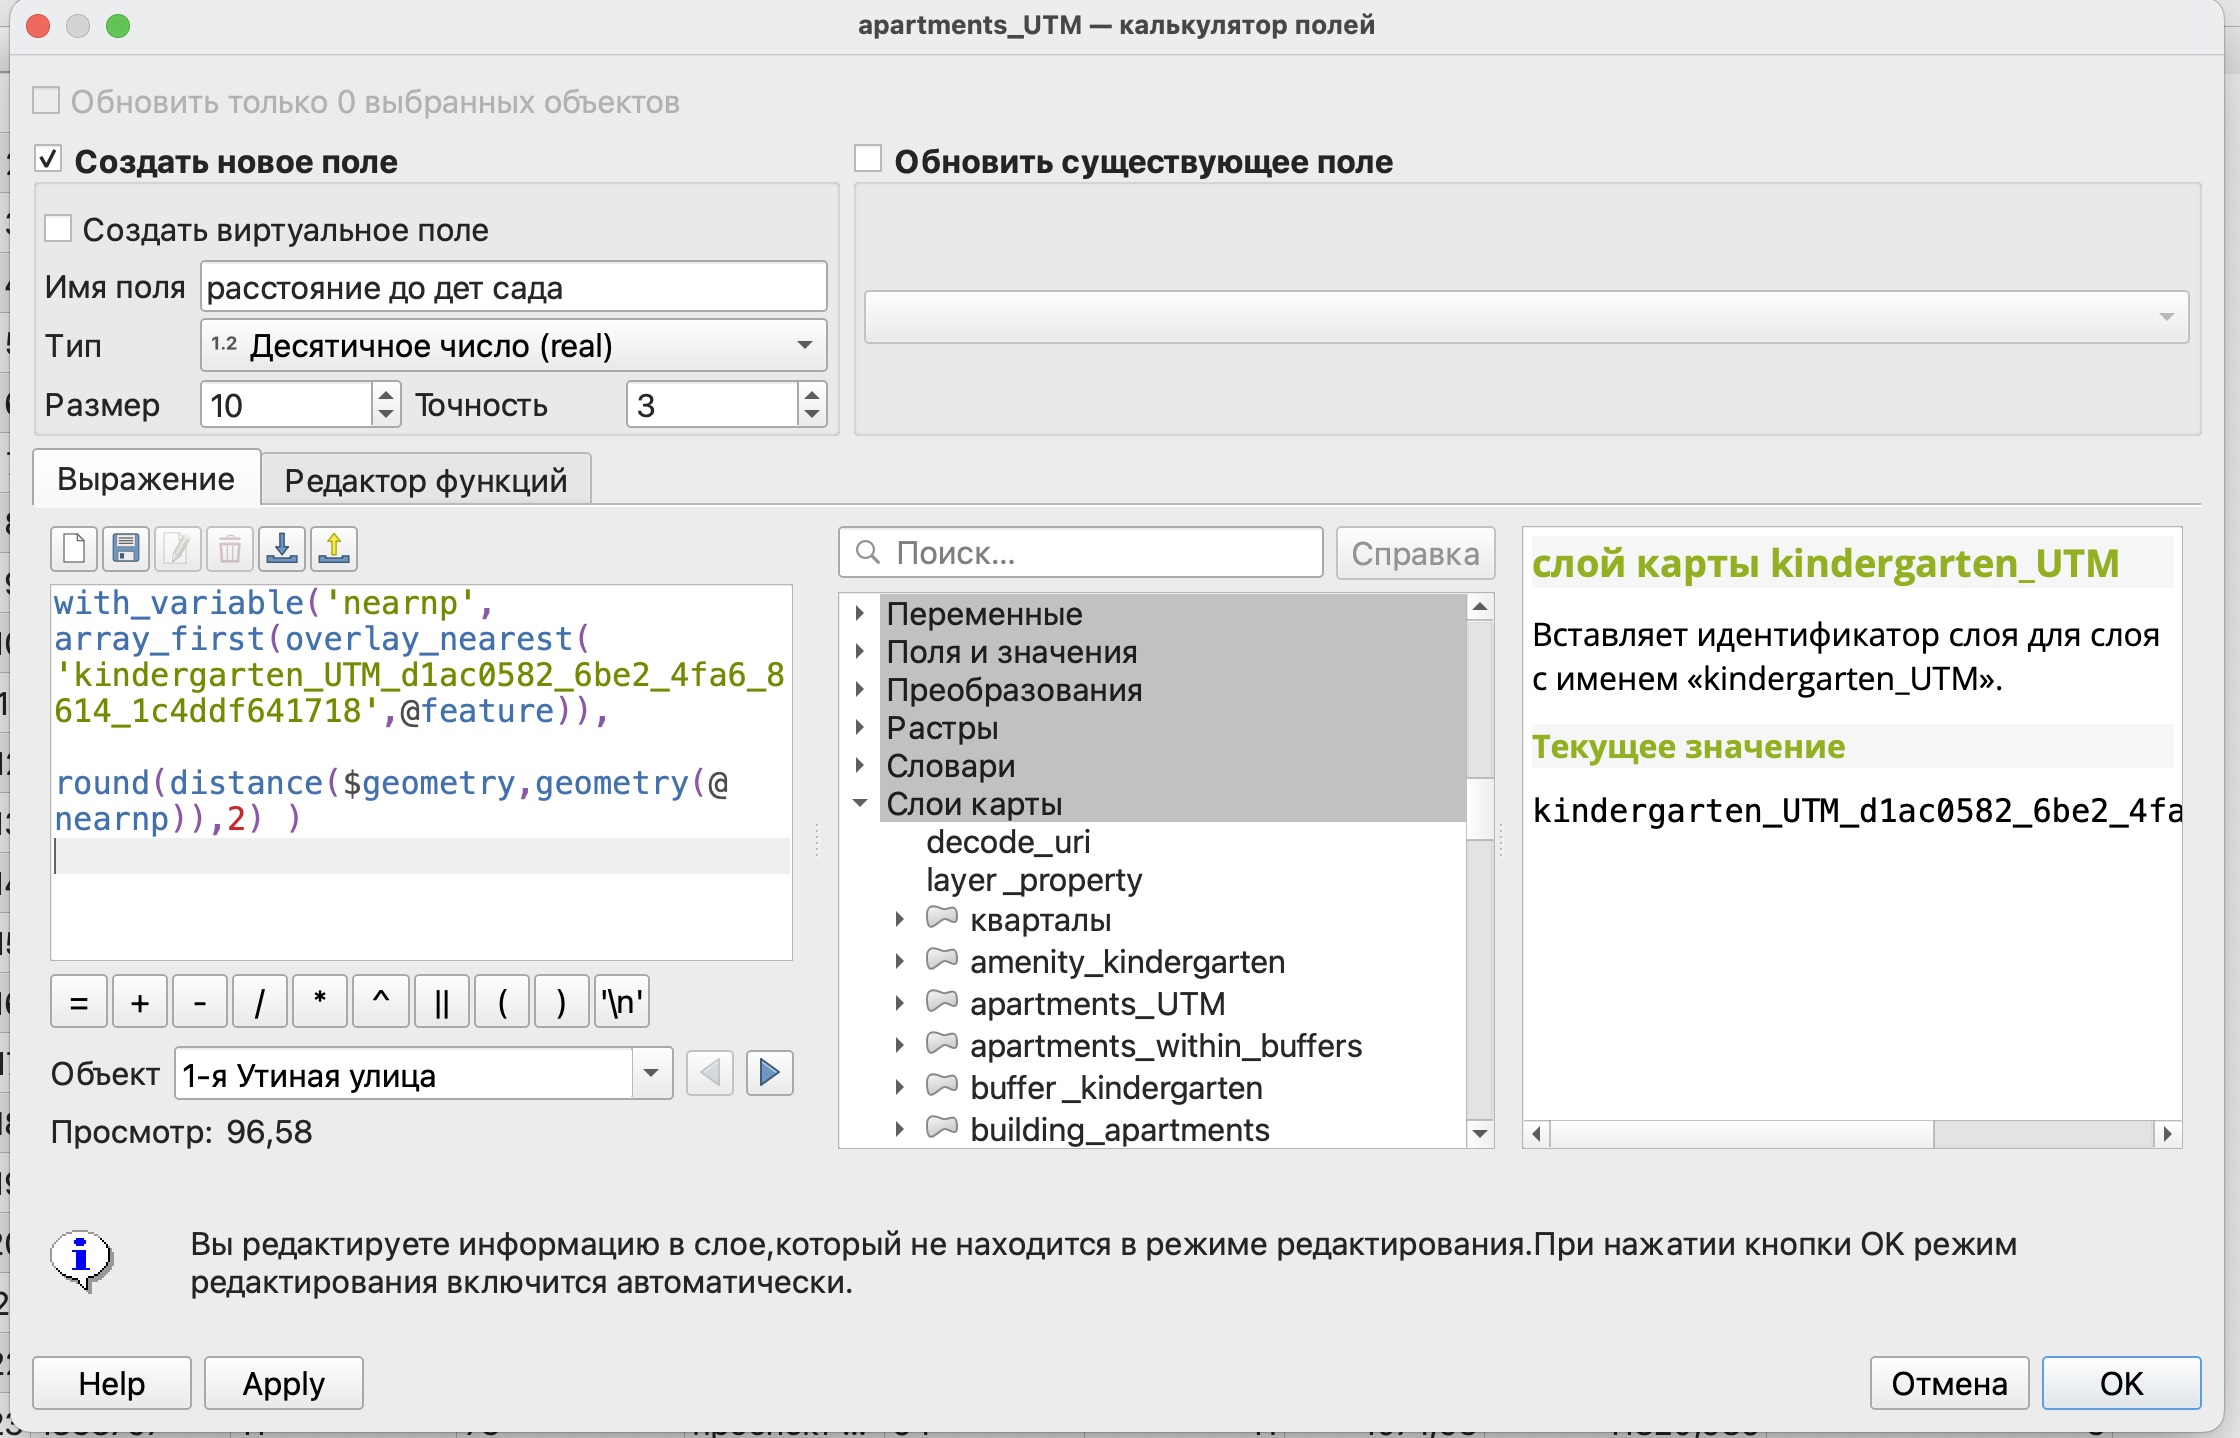 apartments_UTM — калькулятор полей
Обновить только 0 выбранных объектов
Создать новое поле
Обновить существующее поле
Создать виртуальное поле
Имя поля расстояние до дет сада
Тип 1.2 Десятичное число (real)
Размер 10 Точность 3
Выражение Редактор функций
with_variable('nearnp',
array_first(overlay_nearest(
'kindergarten_UTM_d1ac0582_6be2_4fa6_8
614_1c4ddf641718',@feature)),
round(distance($geometry,geometry(@
nearnp)),2) )
= + - / * ^ || ( ) '\n'
Объект 1-я Утиная улица
Просмотр: 96,58
Поиск... Справка
Переменные
Поля и значения
Преобразования
Растры
Словари
Слои карты
decode_uri
layer_property
кварталы
amenity_kindergarten
apartments_UTM
apartments_within_buffers
buffer_kindergarten
building_apartments
слой карты kindergarten_UTM
Вставляет идентификатор слоя для слоя
с именем «kindergarten_UTM».
Текущее значение
kindergarten_UTM_d1ac0582_6be2_4fa
Вы редактируете информацию в слое,который не находится в режиме редактирования.При нажатии кнопки OK режим
редактирования включится автоматически.
Help Apply Отмена OK